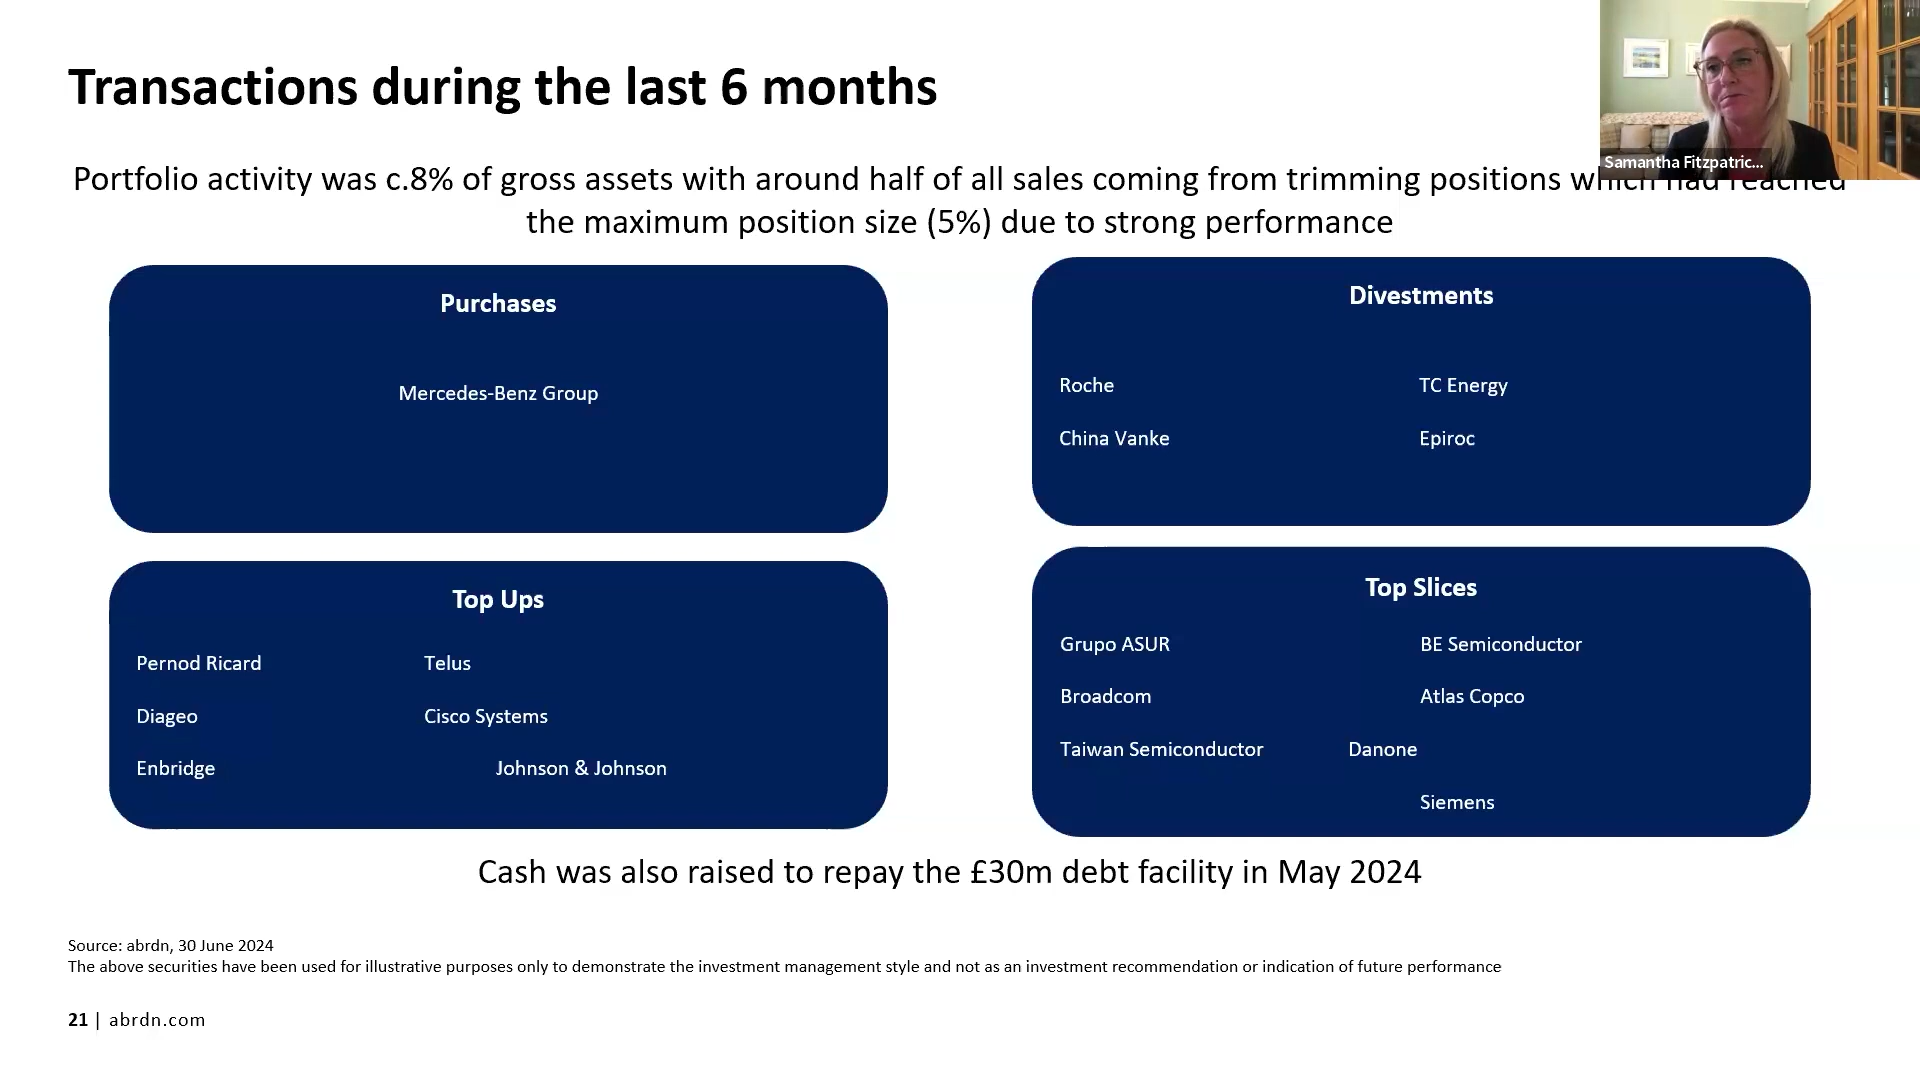 Transactions during the last 6 months
Samantha Fitzpatric...
Portfolio activity was c.8% of gross assets with around half of all sales coming from trimming positions which had reached
the maximum position size (5%) due to strong performance
Purchases
Mercedes-Benz Group
Divestments
Roche TC Energy
China Vanke Epiroc
Top Ups
Pernod Ricard Telus
Diageo Cisco Systems
Enbridge Johnson & Johnson
Top Slices
Grupo ASUR BE Semiconductor
Broadcom Atlas Copco
Taiwan Semiconductor Danone
Siemens
Cash was also raised to repay the £30m debt facility in May 2024
Source: abrdn, 30 June 2024
The above securities have been used for illustrative purposes only to demonstrate the investment management style and not as an investment recommendation or indication of future performance
21 | abrdn.com